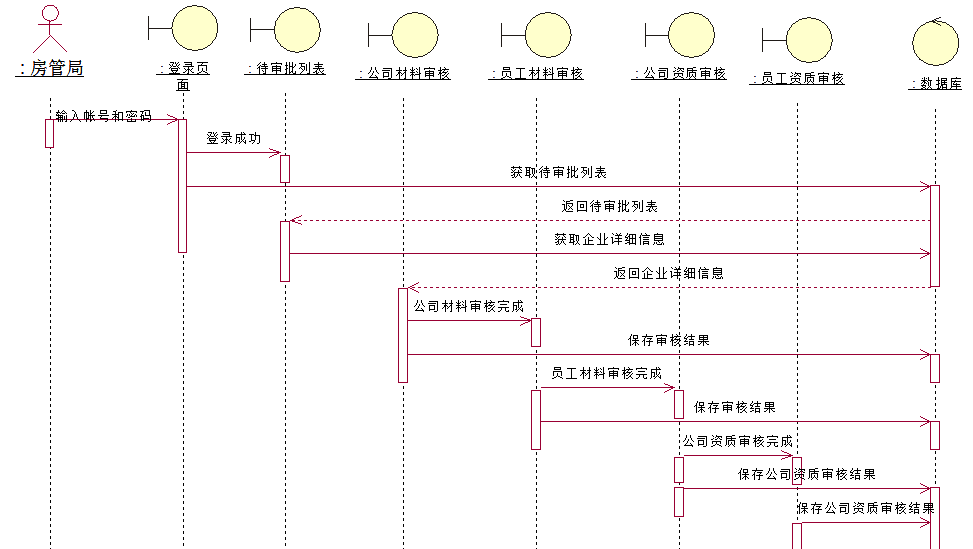 : 房管局
: 登录页
面
: 待审批列表
: 公司材料审核
: 员工材料审核
: 公司资质审核
: 员工资质审核
: 数据库
输入帐号和密码
登录成功
获取待审批列表
返回待审批列表
获取企业详细信息
返回企业详细信息
公司材料审核完成
保存审核结果
员工材料审核完成
保存审核结果
公司资质审核完成
保存公司资质审核结果
保存公司资质审核结果